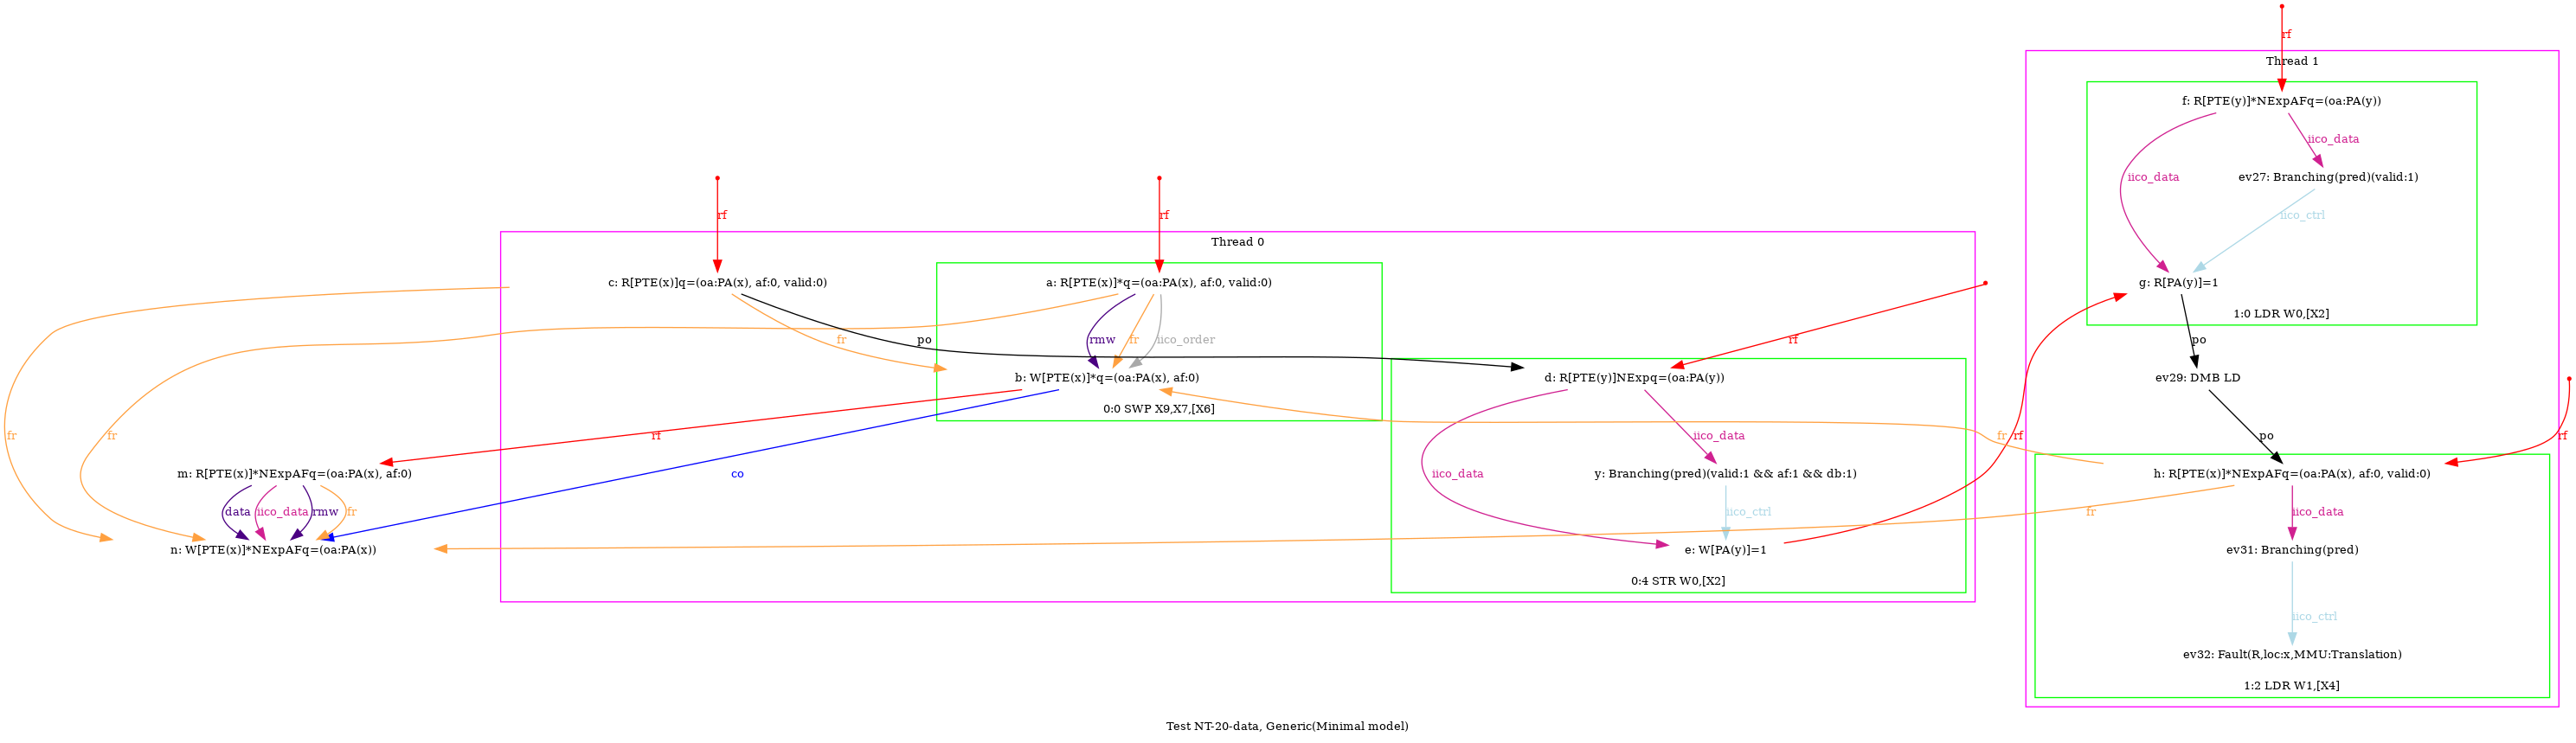 rf
Thread 1
f: R[PTE(y)]*NExpAFq=(oa:PA(y))
iico_data
ev27: Branching(pred)(valid:1)
iico_data
rf
rf
iico_ctrl
Thread 0
c: R[PTE(x)]q=(oa:PA(x), af:0, valid:0)
a: R[PTE(x)]*q=(oa:PA(x), af:0, valid:0)
g: R[PA(y)]=1
1:0 LDR W0,[X2]
fr
po
rmw
fr
iico_order
rf
po
b: W[PTE(x)]*q=(oa:PA(x), af:0)
d: R[PTE(y)]NExpq=(oa:PA(y))
ev29: DMB LD
0:0 SWP X9,X7,[X6]
fr
fr
rf
iico_data
fr
rf
po
rf
m: R[PTE(x)]*NExpAFq=(oa:PA(x), af:0)
co
iico_data
y: Branching(pred)(valid:1 && af:1 && db:1)
h: R[PTE(x)]*NExpAFq=(oa:PA(x), af:0, valid:0)
data
iico_data
rmw
fr
iico_ctrl
fr
iico_data
n: W[PTE(x)]*NExpAFq=(oa:PA(x))
e: W[PA(y)]=1
ev31: Branching(pred)
0:4 STR W0,[X2]
iico_ctrl
ev32: Fault(R,loc:x,MMU:Translation)
1:2 LDR W1,[X4]
Test NT-20-data, Generic(Minimal model)